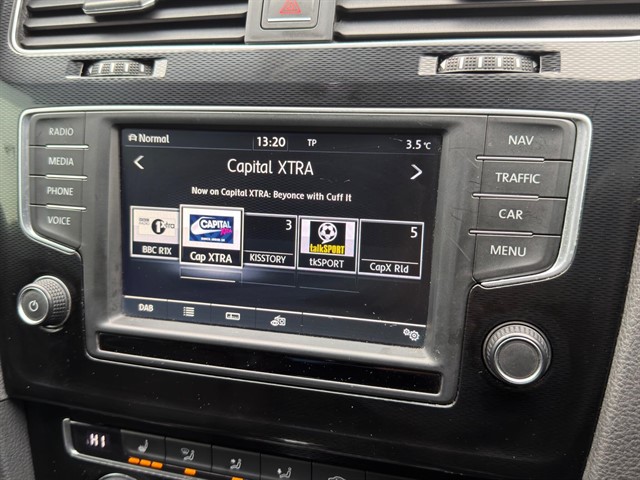 RADIO
MEDIA
PHONE
VOICE
Normal
13:20
TP
3.5°C
Capital XTRA
Now on Capital XTRA: Beyonce with Cuff It
1Xtra
BBC R1X
CAPITAL
Cap XTRA
3
KISSTORY
talkSPORT
tkSPORT
5
CapX Rld
DAB
NAV
TRAFFIC
CAR
MENU